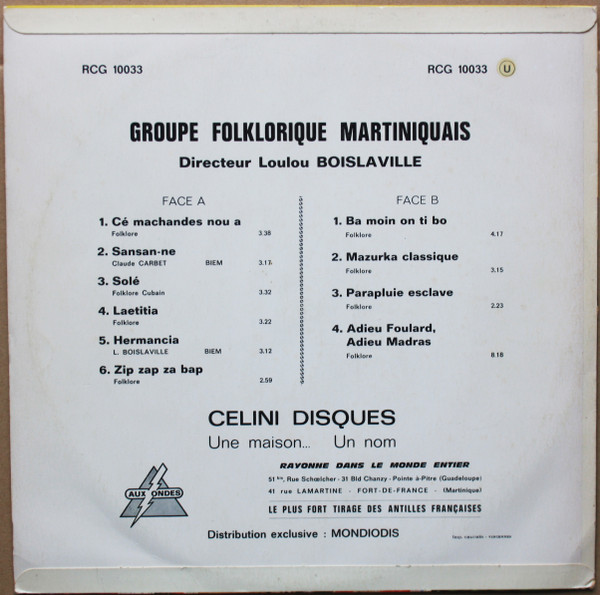 RCG 10033
RCG 10033 U
GROUPE FOLKLORIQUE MARTINIQUAIS
Directeur Loulou BOISLAVILLE
FACE A
1. Cé machandes nou a
Folklore 3.38
2. Sansan-ne
Claude CARBET BIEM 3.17
3. Solé
Folklore Cubain 3.32
4. Laetitia
Folklore 3.22
5. Hermancia
L. BOISLAVILLE BIEM 3.12
6. Zip zap za bap
Folklore 2.59
FACE B
1. Ba moin on ti bo
Folklore 4.17
2. Mazurka classique
Folklore 3.15
3. Parapluie esclave
Folklore 2.23
4. Adieu Foulard,
Adieu Madras
Folklore 8.18
CELINI DISQUES
Une maison... Un nom
AUX ONDES
RAYONNE DANS LE MONDE ENTIER
51 bis, Rue Schœlcher - 31 Bld Chanzy - Pointe à-Pitre (Guadeloupe)
41 rue LAMARTINE - FORT-DE-FRANCE - (Martinique)
LE PLUS FORT TIRAGE DES ANTILLES FRANÇAISES
Distribution exclusive : MONDIODIS